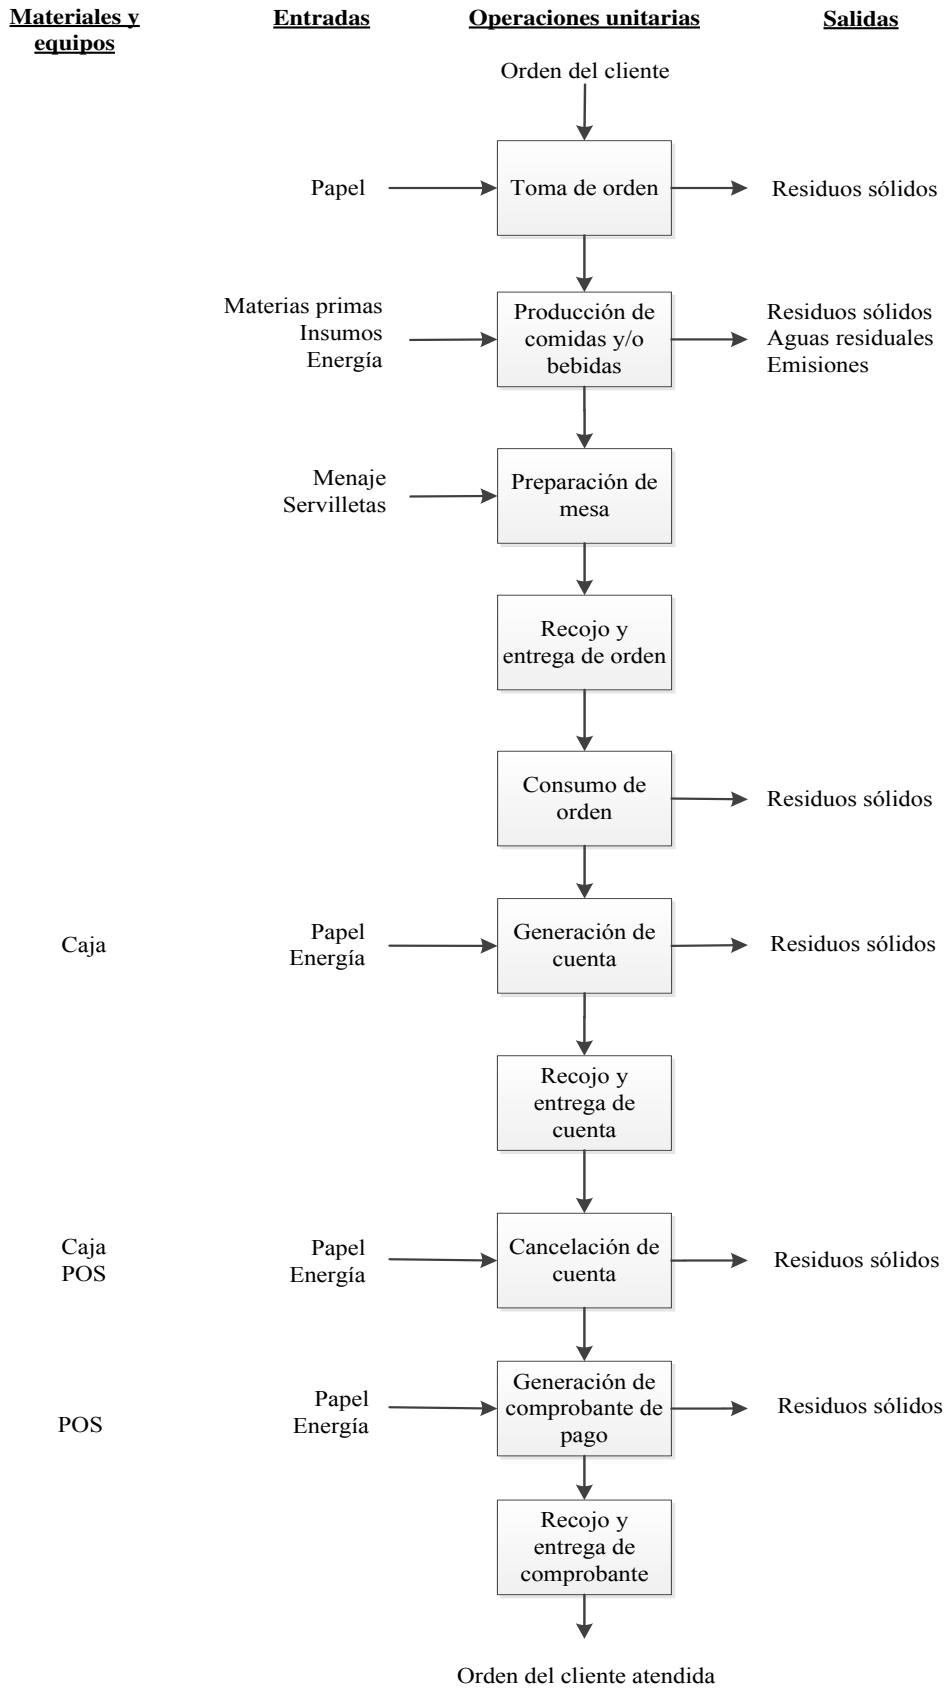 Materiales y
equipos
Entradas
Operaciones unitarias
Salidas
Orden del cliente
Papel
Toma de orden
Residuos sólidos
Materias primas
Insumos
Energía
Producción de
comidas y/o
bebidas
Residuos sólidos
Aguas residuales
Emisiones
Menaje
Servilletas
Preparación de
mesa
Recojo y
entrega de orden
Consumo de
orden
Residuos sólidos
Caja
Papel
Energía
Generación de
cuenta
Residuos sólidos
Recojo y
entrega de
cuenta
Caja
POS
Papel
Energía
Cancelación de
cuenta
Residuos sólidos
POS
Papel
Energía
Generación de
comprobante de
pago
Residuos sólidos
Recojo y
entrega de
comprobante
Orden del cliente atendida